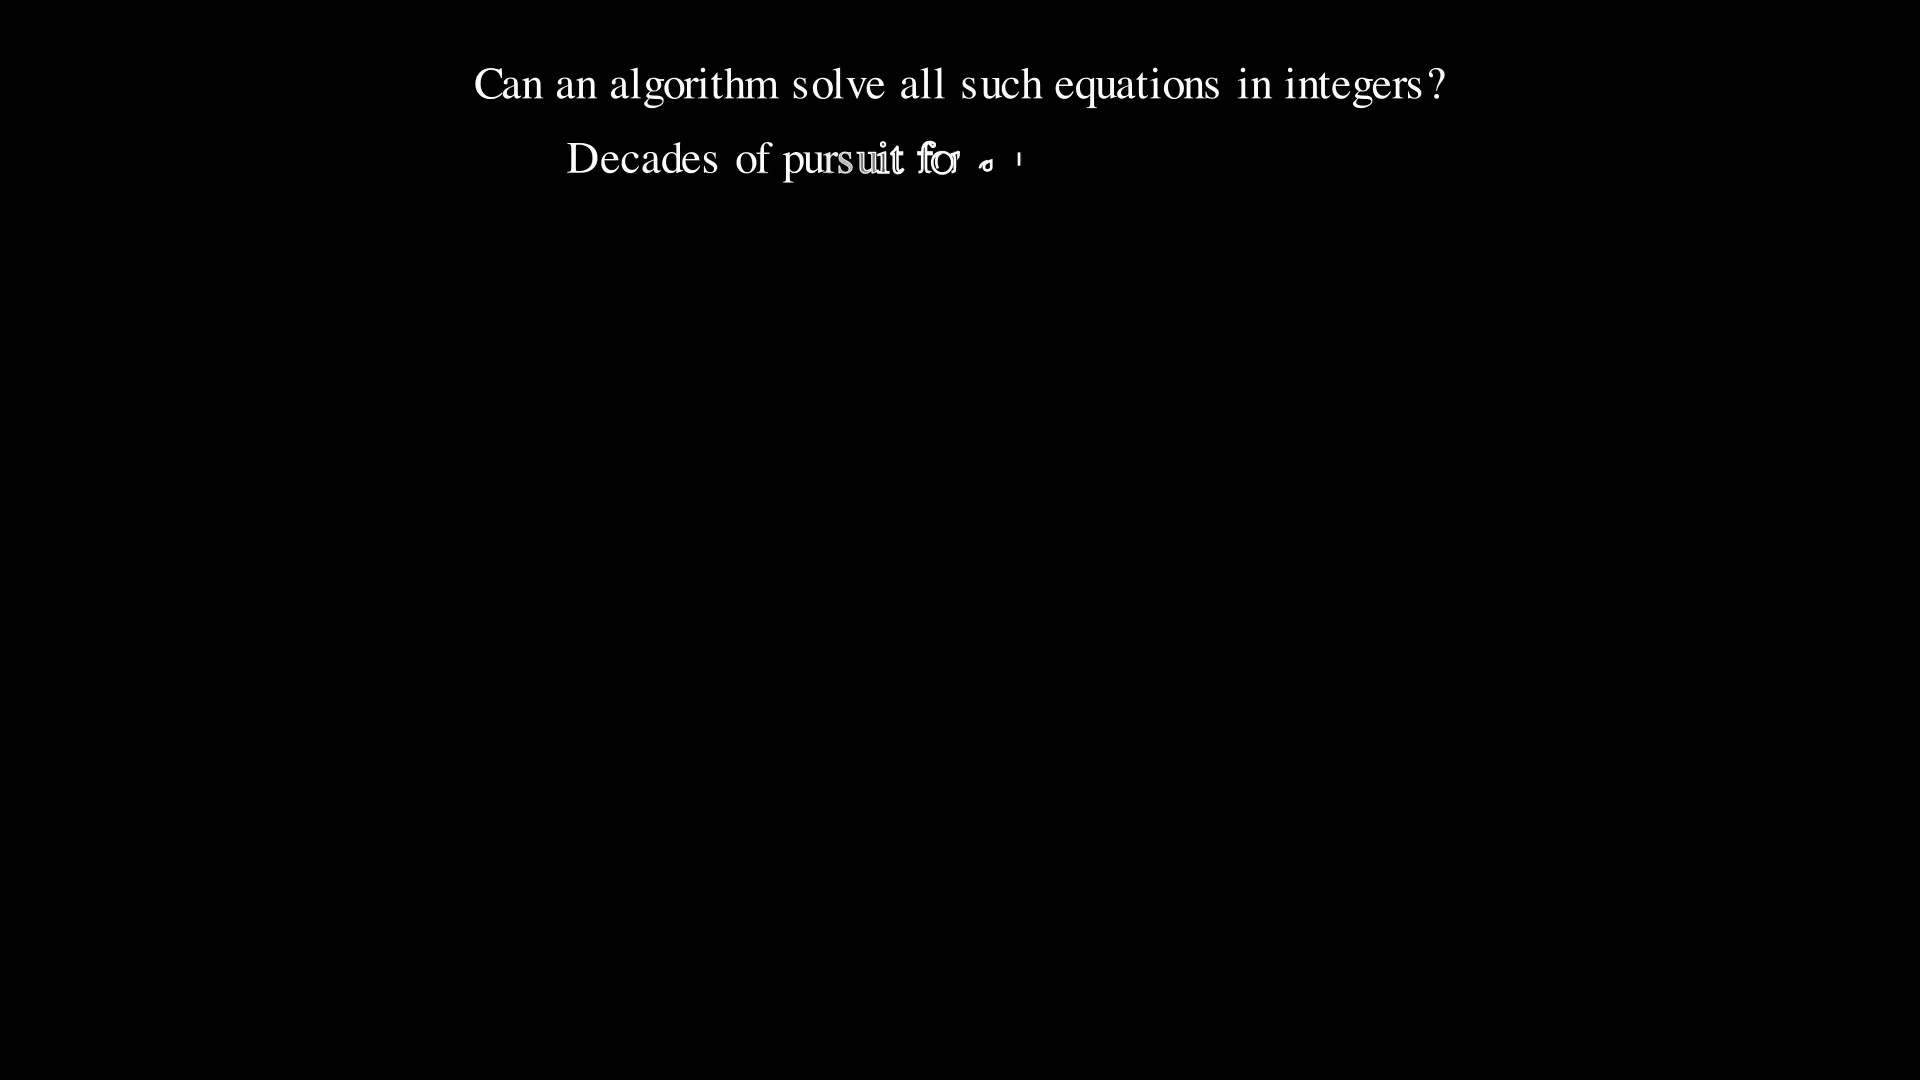 Can an algorithm solve all such equations in integers?
Decades of pursuit for